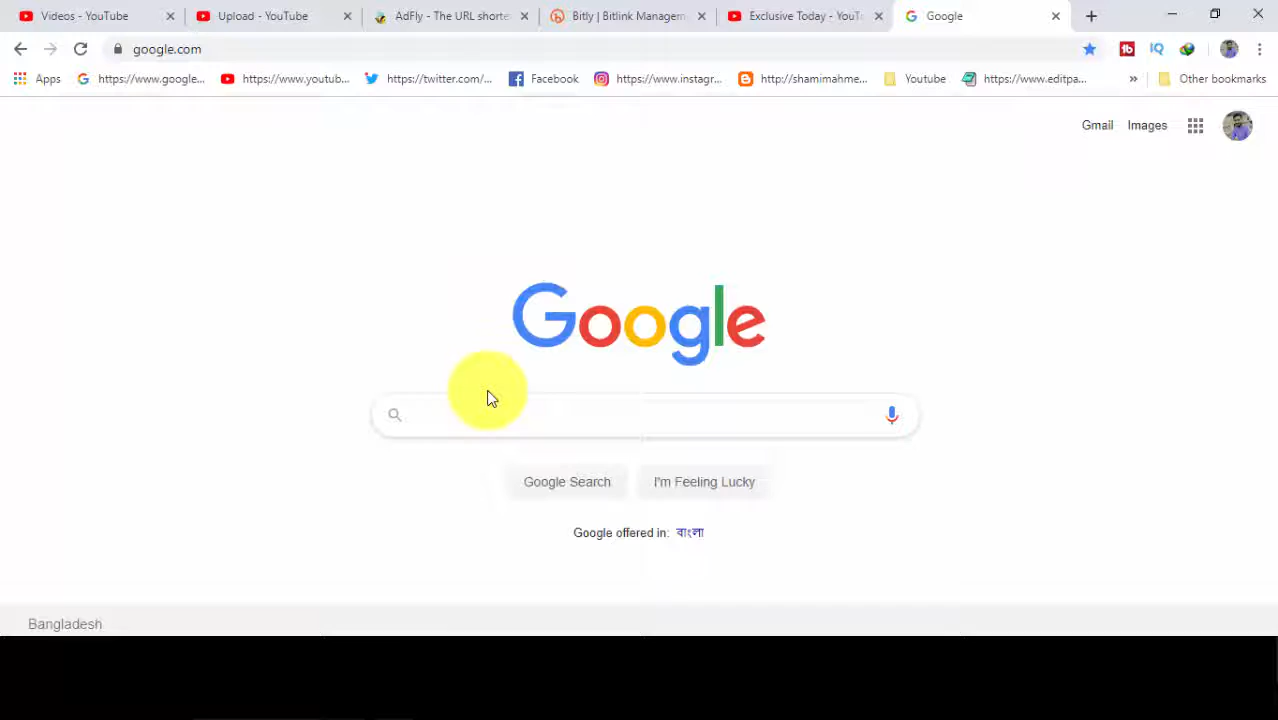 Videos - YouTube
Upload - YouTube
AdFly - The URL shorte
Bitly | Bitlink Managem
Exclusive Today - YouT
Google
google.com
Apps
https://www.google...
https://www.youtub...
https://twitter.com/...
Facebook
https://www.instagr...
http://shamimahme...
Youtube
https://www.editpa...
»
Other bookmarks
Gmail
Images
Google
Google Search
I'm Feeling Lucky
Google offered in: বাংলা
Bangladesh